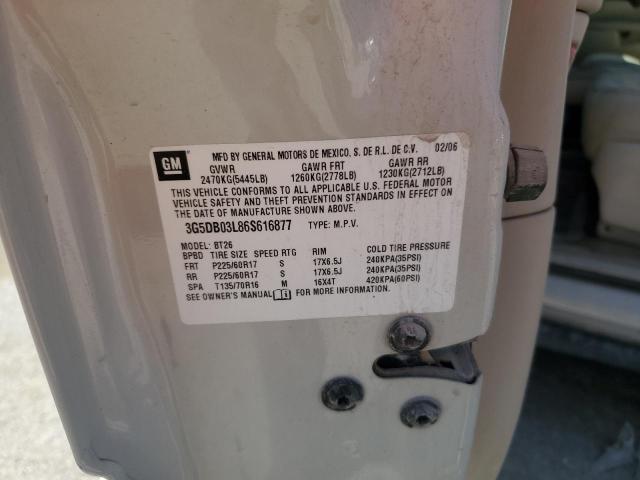 GM
MFD BY GENERAL MOTORS DE MEXICO, S. DE R.L. DE C.V. 02/06
GVWR GAWR FRT GAWR RR
2470KG(5445LB) 1260KG(2778LB) 1230KG(2712LB)
THIS VEHICLE CONFORMS TO ALL APPLICABLE U.S. FEDERAL MOTOR
VEHICLE SAFETY AND THEFT PREVENTION STANDARDS IN EFFECT ON
THE DATE OF MANUFACTURE SHOWN ABOVE.
3G5DB03L86S616877 TYPE: M.P.V.
MODEL: BT26
BPBD TIRE SIZE SPEED RTG RIM COLD TIRE PRESSURE
FRT P225/60R17 S 17X6.5J 240KPA(35PSI)
RR P225/60R17 S 17X6.5J 240KPA(35PSI)
SPA T135/70R16 M 16X4T 420KPA(60PSI)
SEE OWNER'S MANUAL FOR MORE INFORMATION.